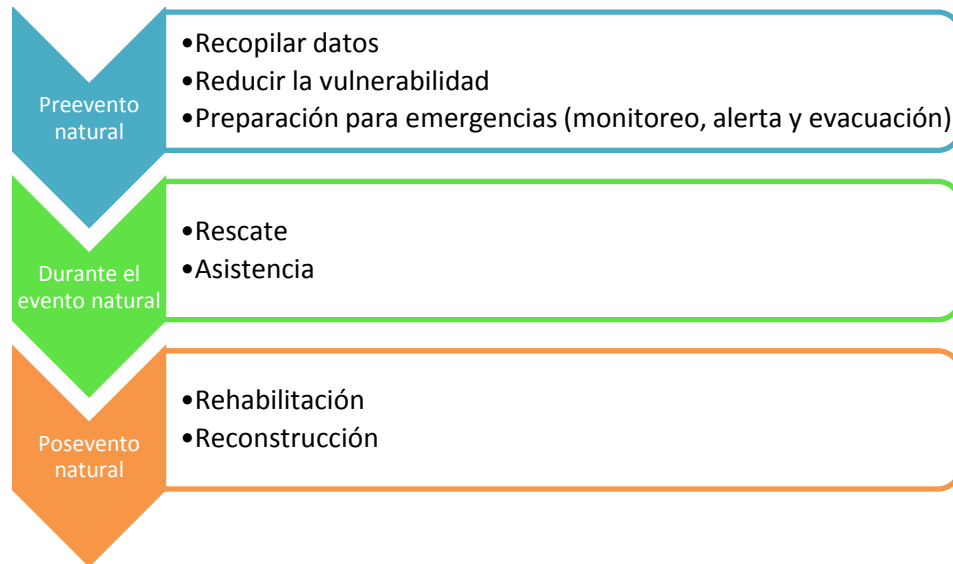 Preevento
natural
•Recopilar datos
•Reducir la vulnerabilidad
•Preparación para emergencias (monitoreo, alerta y evacuación)
Durante el
evento natural
•Rescate
•Asistencia
Posevento
natural
•Rehabilitación
•Reconstrucción